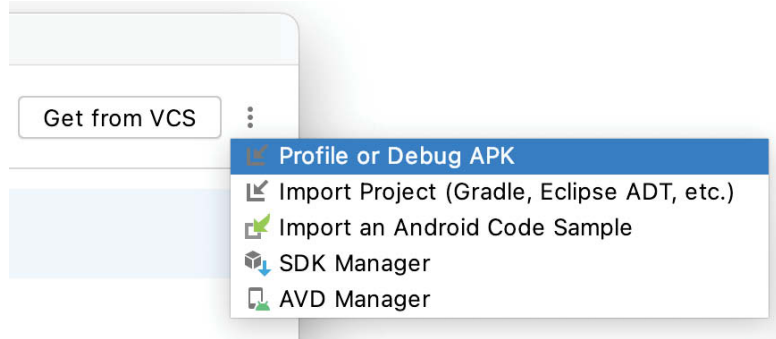 Get from VCS
Profile or Debug APK
Import Project (Gradle, Eclipse ADT, etc.)
Import an Android Code Sample
SDK Manager
AVD Manager